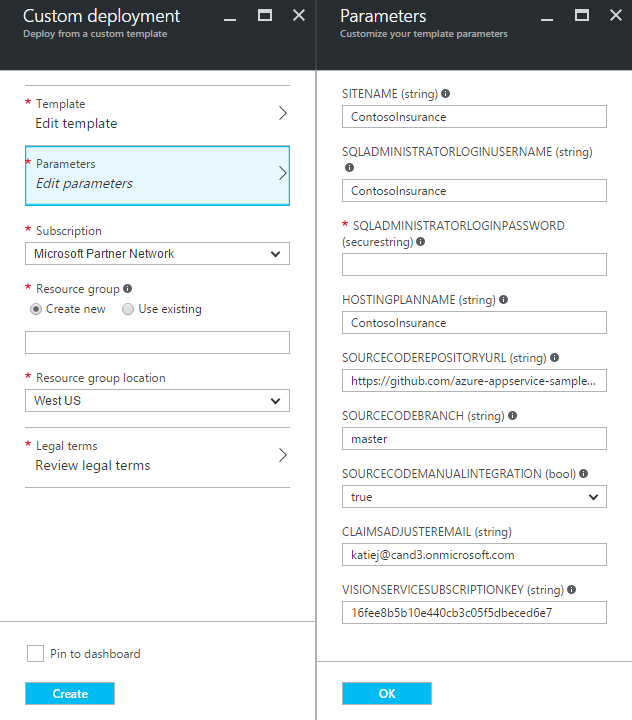 Custom deployment
Deploy from a custom template
* Template
Edit template
* Parameters
Edit parameters
* Subscription
Microsoft Partner Network
* Resource group
Create new
Use existing
* Resource group location
West US
* Legal terms
Review legal terms
Pin to dashboard
Create
Parameters
Customize your template parameters
SITENAME (string)
ContosoInsurance
SQLADMINISTRATORLOGINUSERNAME (string)
ContosoInsurance
* SQLADMINISTRATORLOGINPASSWORD
(securestring)
HOSTINGPLANNAME (string)
ContosoInsurance
SOURCECODEREPOSITORYURL (string)
https://github.com/azure-appservice-sample...
SOURCECODEBRANCH (string)
master
SOURCECODEMANUALINTEGRATION (bool)
true
CLAIMSADJUSTEREMAIL (string)
katiej@cand3.onmicrosoft.com
VISIONSERVICESUBSCRIPTIONKEY (string)
16fee8b5b10e440cb3c05f5dbeced6e7
OK